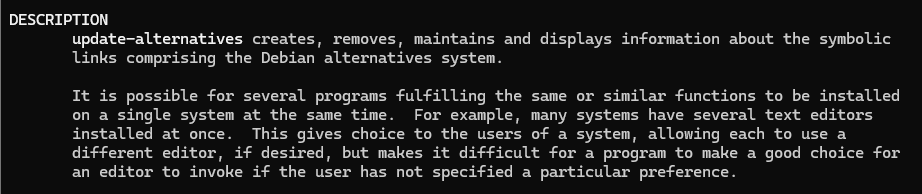 DESCRIPTION
update-alternatives creates, removes, maintains and displays information about the symbolic
links comprising the Debian alternatives system.
It is possible for several programs fulfilling the same or similar functions to be installed
on a single system at the same time.  For example, many systems have several text editors
installed at once.  This gives choice to the users of a system, allowing each to use a
different editor, if desired, but makes it difficult for a program to make a good choice for
an editor to invoke if the user has not specified a particular preference.